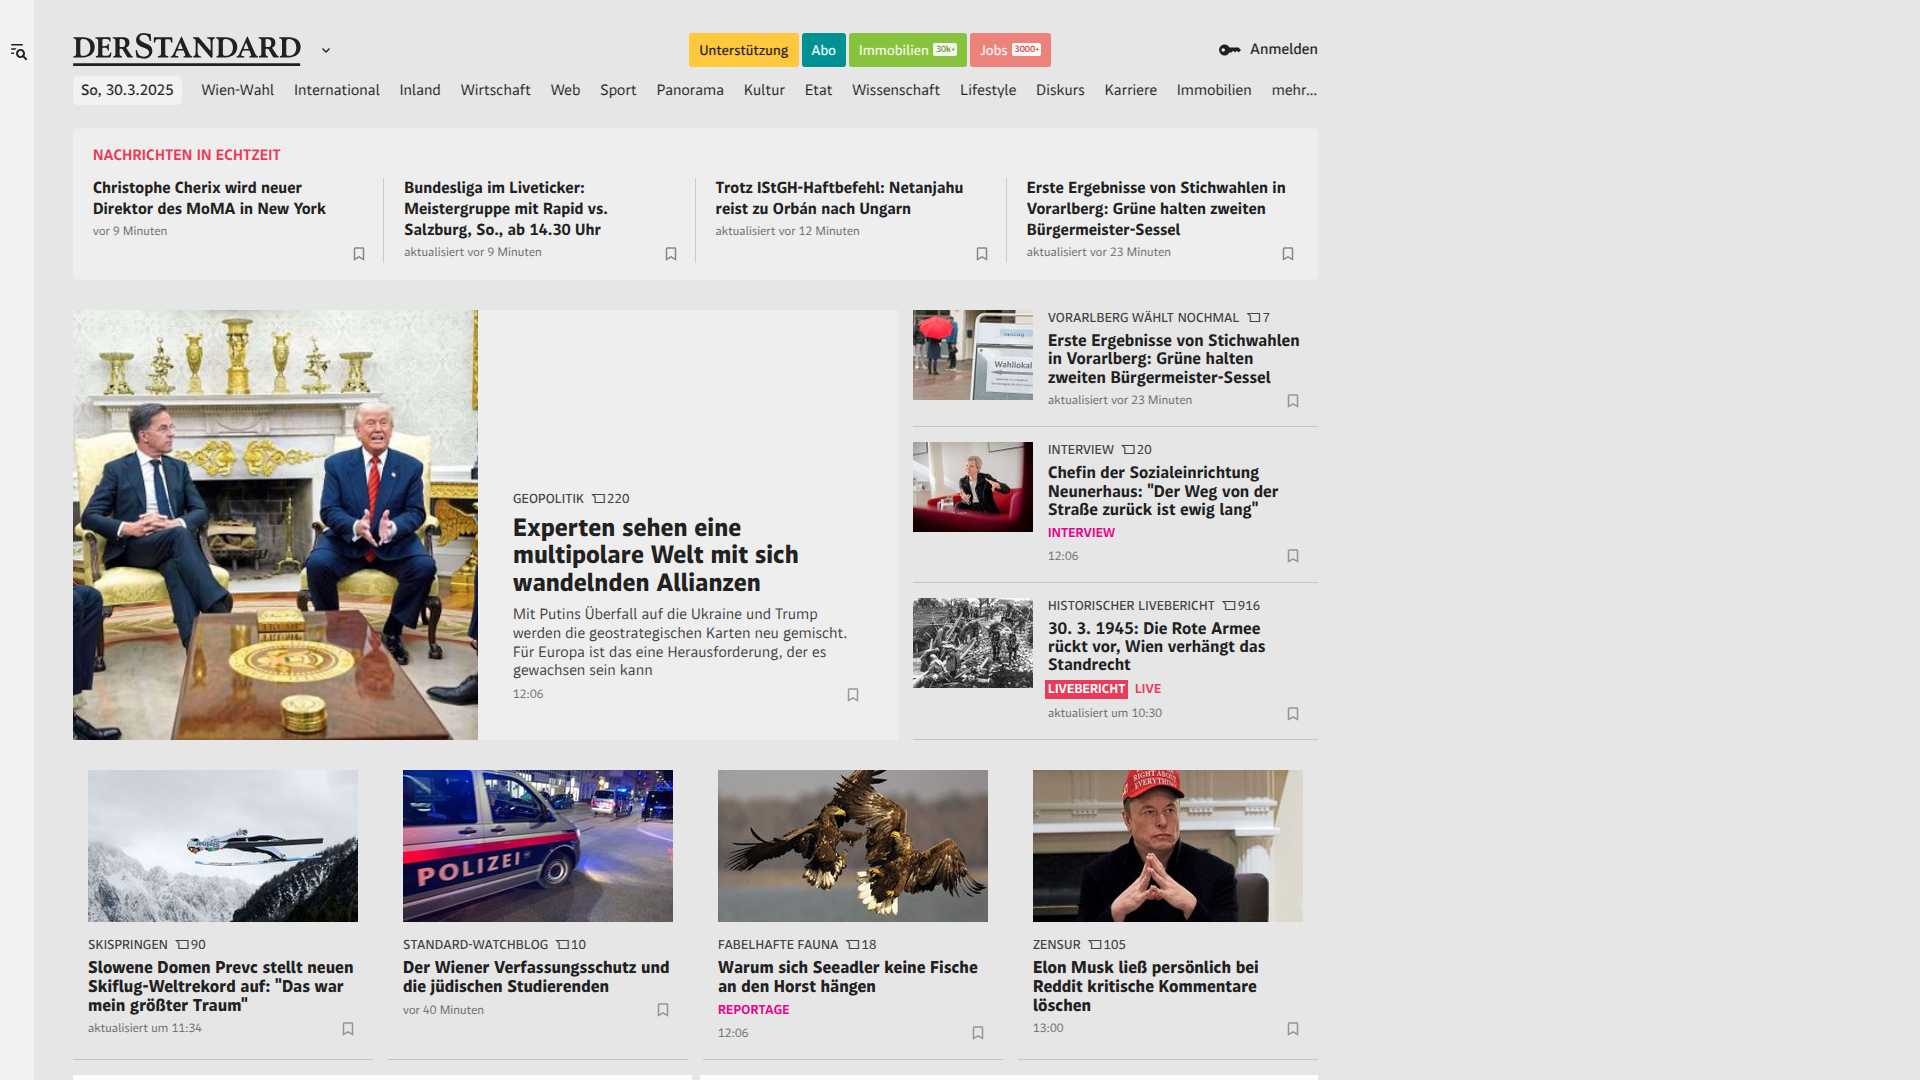 DERSTANDARD
Unterstützung
Abo
Immobilien 30k+
Jobs 3000+
Anmelden
So, 30.3.2025
Wien-Wahl
International
Inland
Wirtschaft
Web
Sport
Panorama
Kultur
Etat
Wissenschaft
Lifestyle
Diskurs
Karriere
Immobilien
mehr...
NACHRICHTEN IN ECHTZEIT
Christophe Cherix wird neuer
Direktor des MoMA in New York
vor 9 Minuten
Bundesliga im Liveticker:
Meistergruppe mit Rapid vs.
Salzburg, So., ab 14.30 Uhr
aktualisiert vor 9 Minuten
Trotz IStGH-Haftbefehl: Netanjahu
reist zu Orbán nach Ungarn
aktualisiert vor 12 Minuten
Erste Ergebnisse von Stichwahlen in
Vorarlberg: Grüne halten zweiten
Bürgermeister-Sessel
aktualisiert vor 23 Minuten
GEOPOLITIK 220
Experten sehen eine
multipolare Welt mit sich
wandelnden Allianzen
Mit Putins Überfall auf die Ukraine und Trump
werden die geostrategischen Karten neu gemischt.
Für Europa ist das eine Herausforderung, der es
gewachsen sein kann
12:06
Wahllokal
VORARLBERG WÄHLT NOCHMAL 7
Erste Ergebnisse von Stichwahlen
in Vorarlberg: Grüne halten
zweiten Bürgermeister-Sessel
aktualisiert vor 23 Minuten
INTERVIEW 20
Chefin der Sozialeinrichtung
Neunerhaus: "Der Weg von der
Straße zurück ist ewig lang"
INTERVIEW
12:06
HISTORISCHER LIVEBERICHT 916
30. 3. 1945: Die Rote Armee
rückt vor, Wien verhängt das
Standrecht
LIVEBERICHT LIVE
aktualisiert um 10:30
SKISPRINGEN 90
Slowene Domen Prevc stellt neuen
Skiflug-Weltrekord auf: "Das war
mein größter Traum"
aktualisiert um 11:34
POLIZEI
STANDARD-WATCHBLOG 10
Der Wiener Verfassungsschutz und
die jüdischen Studierenden
vor 40 Minuten
FABELHAFTE FAUNA 18
Warum sich Seeadler keine Fische
an den Horst hängen
REPORTAGE
12:06
RIGHT ABOUT
EVERYTHING
ZENSUR 105
Elon Musk ließ persönlich bei
Reddit kritische Kommentare
löschen
13:00